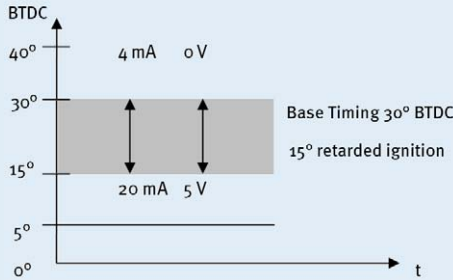 BTDC
40° 4 mA 0 V
30°
Base Timing 30° BTDC
15° retarded ignition
15°
20 mA 5 V
5°
0°
t